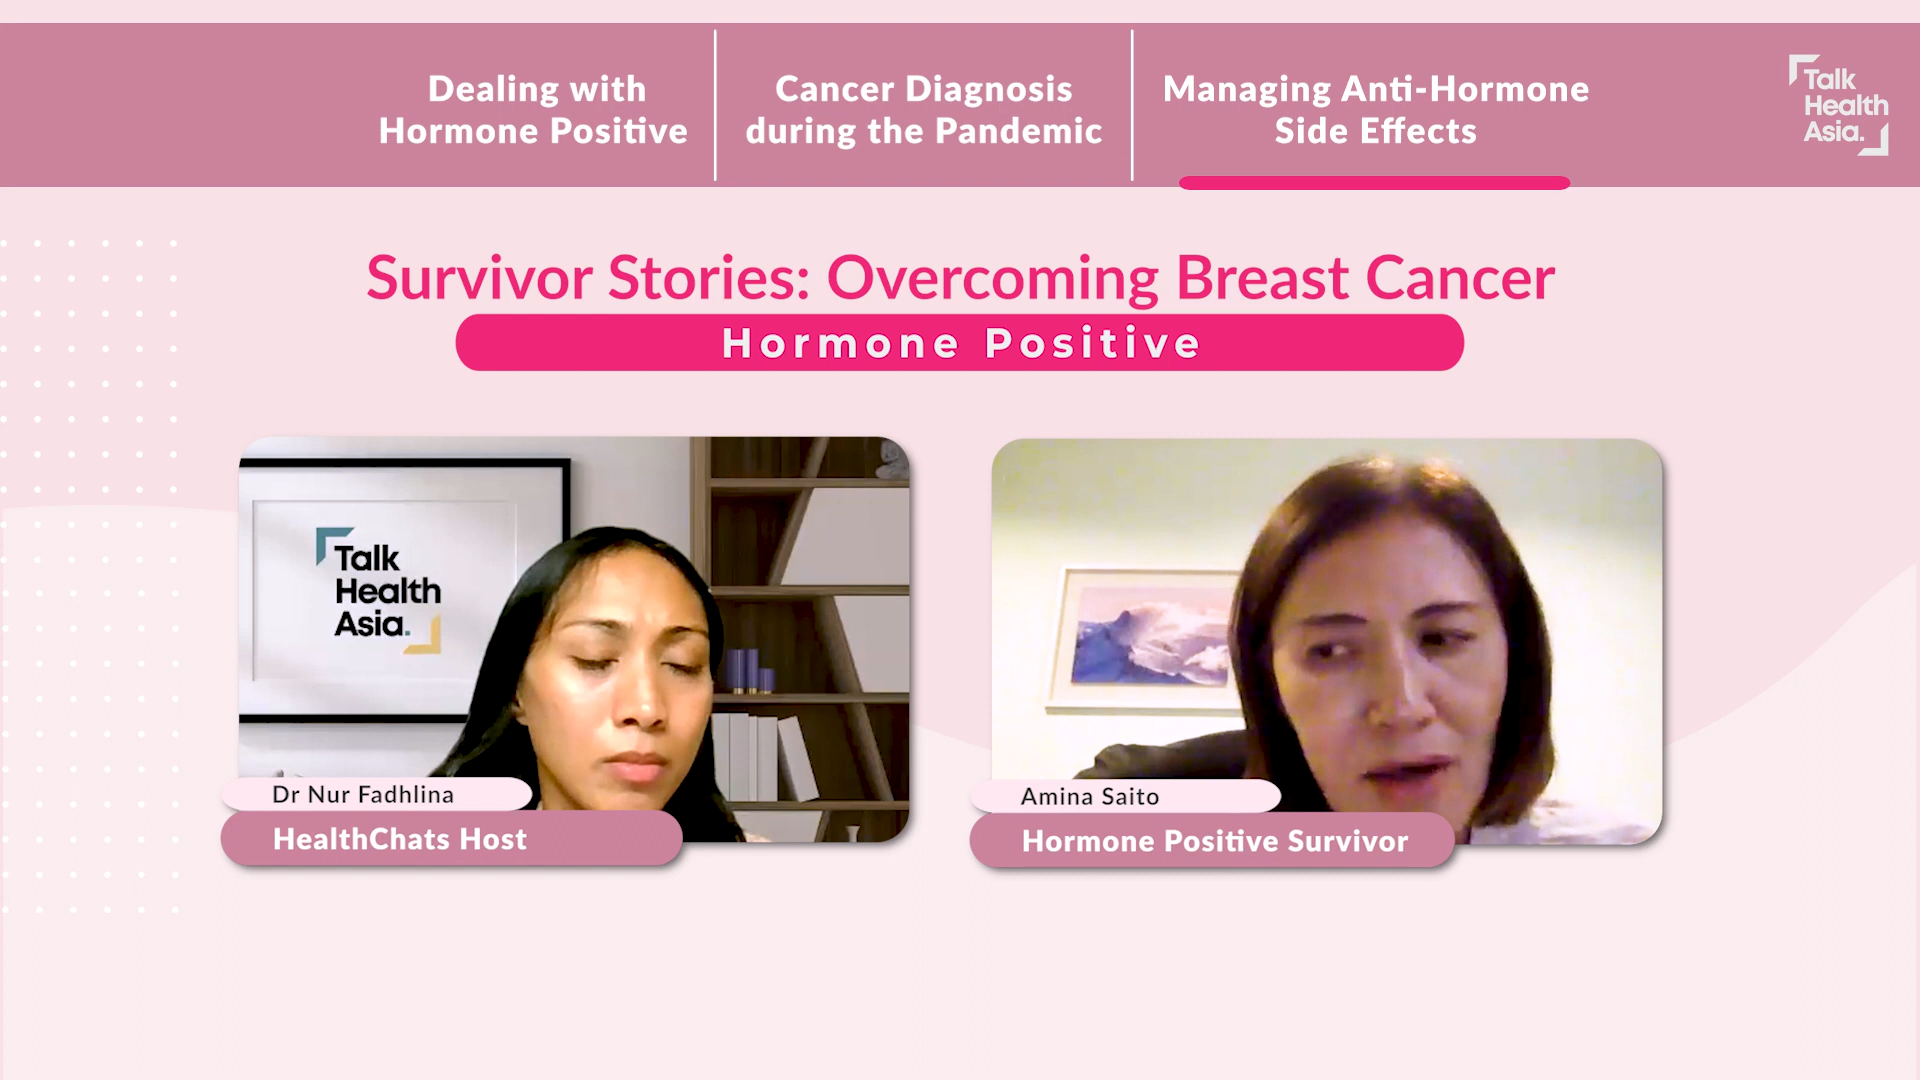 Dealing with
Hormone Positive
Cancer Diagnosis
during the Pandemic
Managing Anti-Hormone
Side Effects
Talk
Health
Asia.
Survivor Stories: Overcoming Breast Cancer
Hormone Positive
Talk
Health
Asia.
Dr Nur Fadhlina
HealthChats Host
Amina Saito
Hormone Positive Survivor